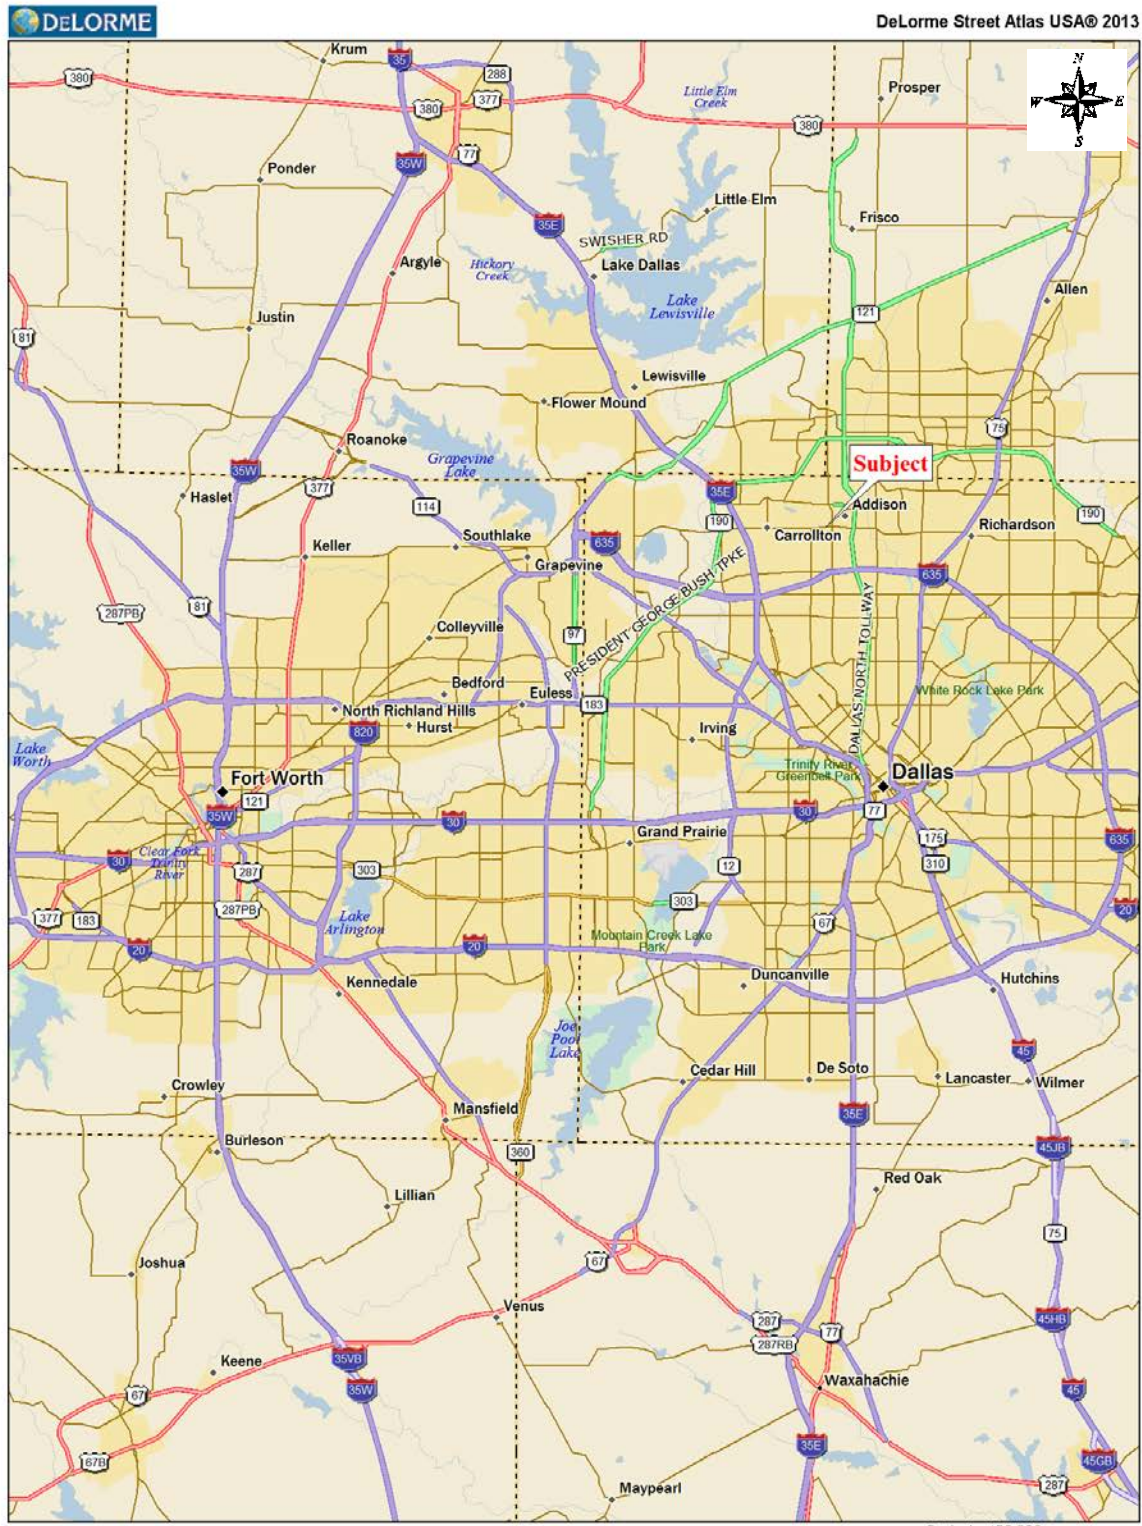 DELORME
DeLorme Street Atlas USA® 2013
Krum
35
288
380
377
380
Little Elm
Creek
Prosper
N
W
E
S
380
77
35W
Ponder
Little Elm
35E
Frisco
SWISHER RD
Argyle
Hickory
Creek
Lake Dallas
Allen
Lake
Lewisville
Justin
121
81
Lewisville
Flower Mound
75
Roanoke
Grapevine
Lake
Subject
35W
377
Haslet
114
35E
Addison
190
190
Carrollton
Richardson
Southlake
635
Keller
Grapevine
635
81
287PB
PRESIDENT GEORGE BUSH TPKE
DALLAS NORTH TOLLWAY
Colleyville
97
Bedford
Euless
White Rock Lake Park
183
North Richland Hills
Hurst
820
Irving
Lake
Worth
Fort Worth
Trinity River
Greenbelt Park
Dallas
121
35W
30
30
77
Grand Prairie
175
635
30
Clear Fork
Trinity
River
287
303
12
310
287PB
303
377
183
Lake
Arlington
67
20
20
20
Mountain Creek Lake
Park
Duncanville
Hutchins
Kennedale
Joe
Pool
Lake
45
Cedar Hill
De Soto
Lancaster
Wilmer
Crowley
Mansfield
35E
Burleson
360
45JB
Red Oak
Lillian
75
Joshua
67
Venus
287
77
45HB
287RB
35VB
Keene
35W
67
Waxahachie
45
35E
67B
45GB
287
Maypearl